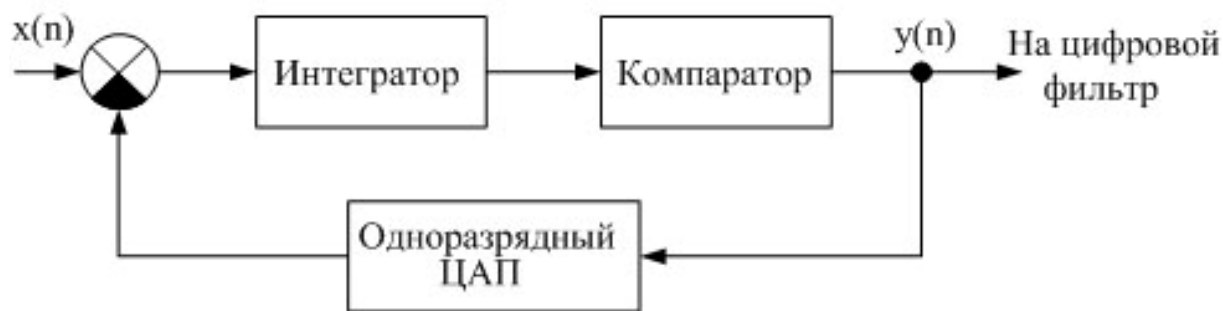 x(n)
Интегратор
Компаратор
y(n)
На цифровой
фильтр
Одноразрядный
ЦАП